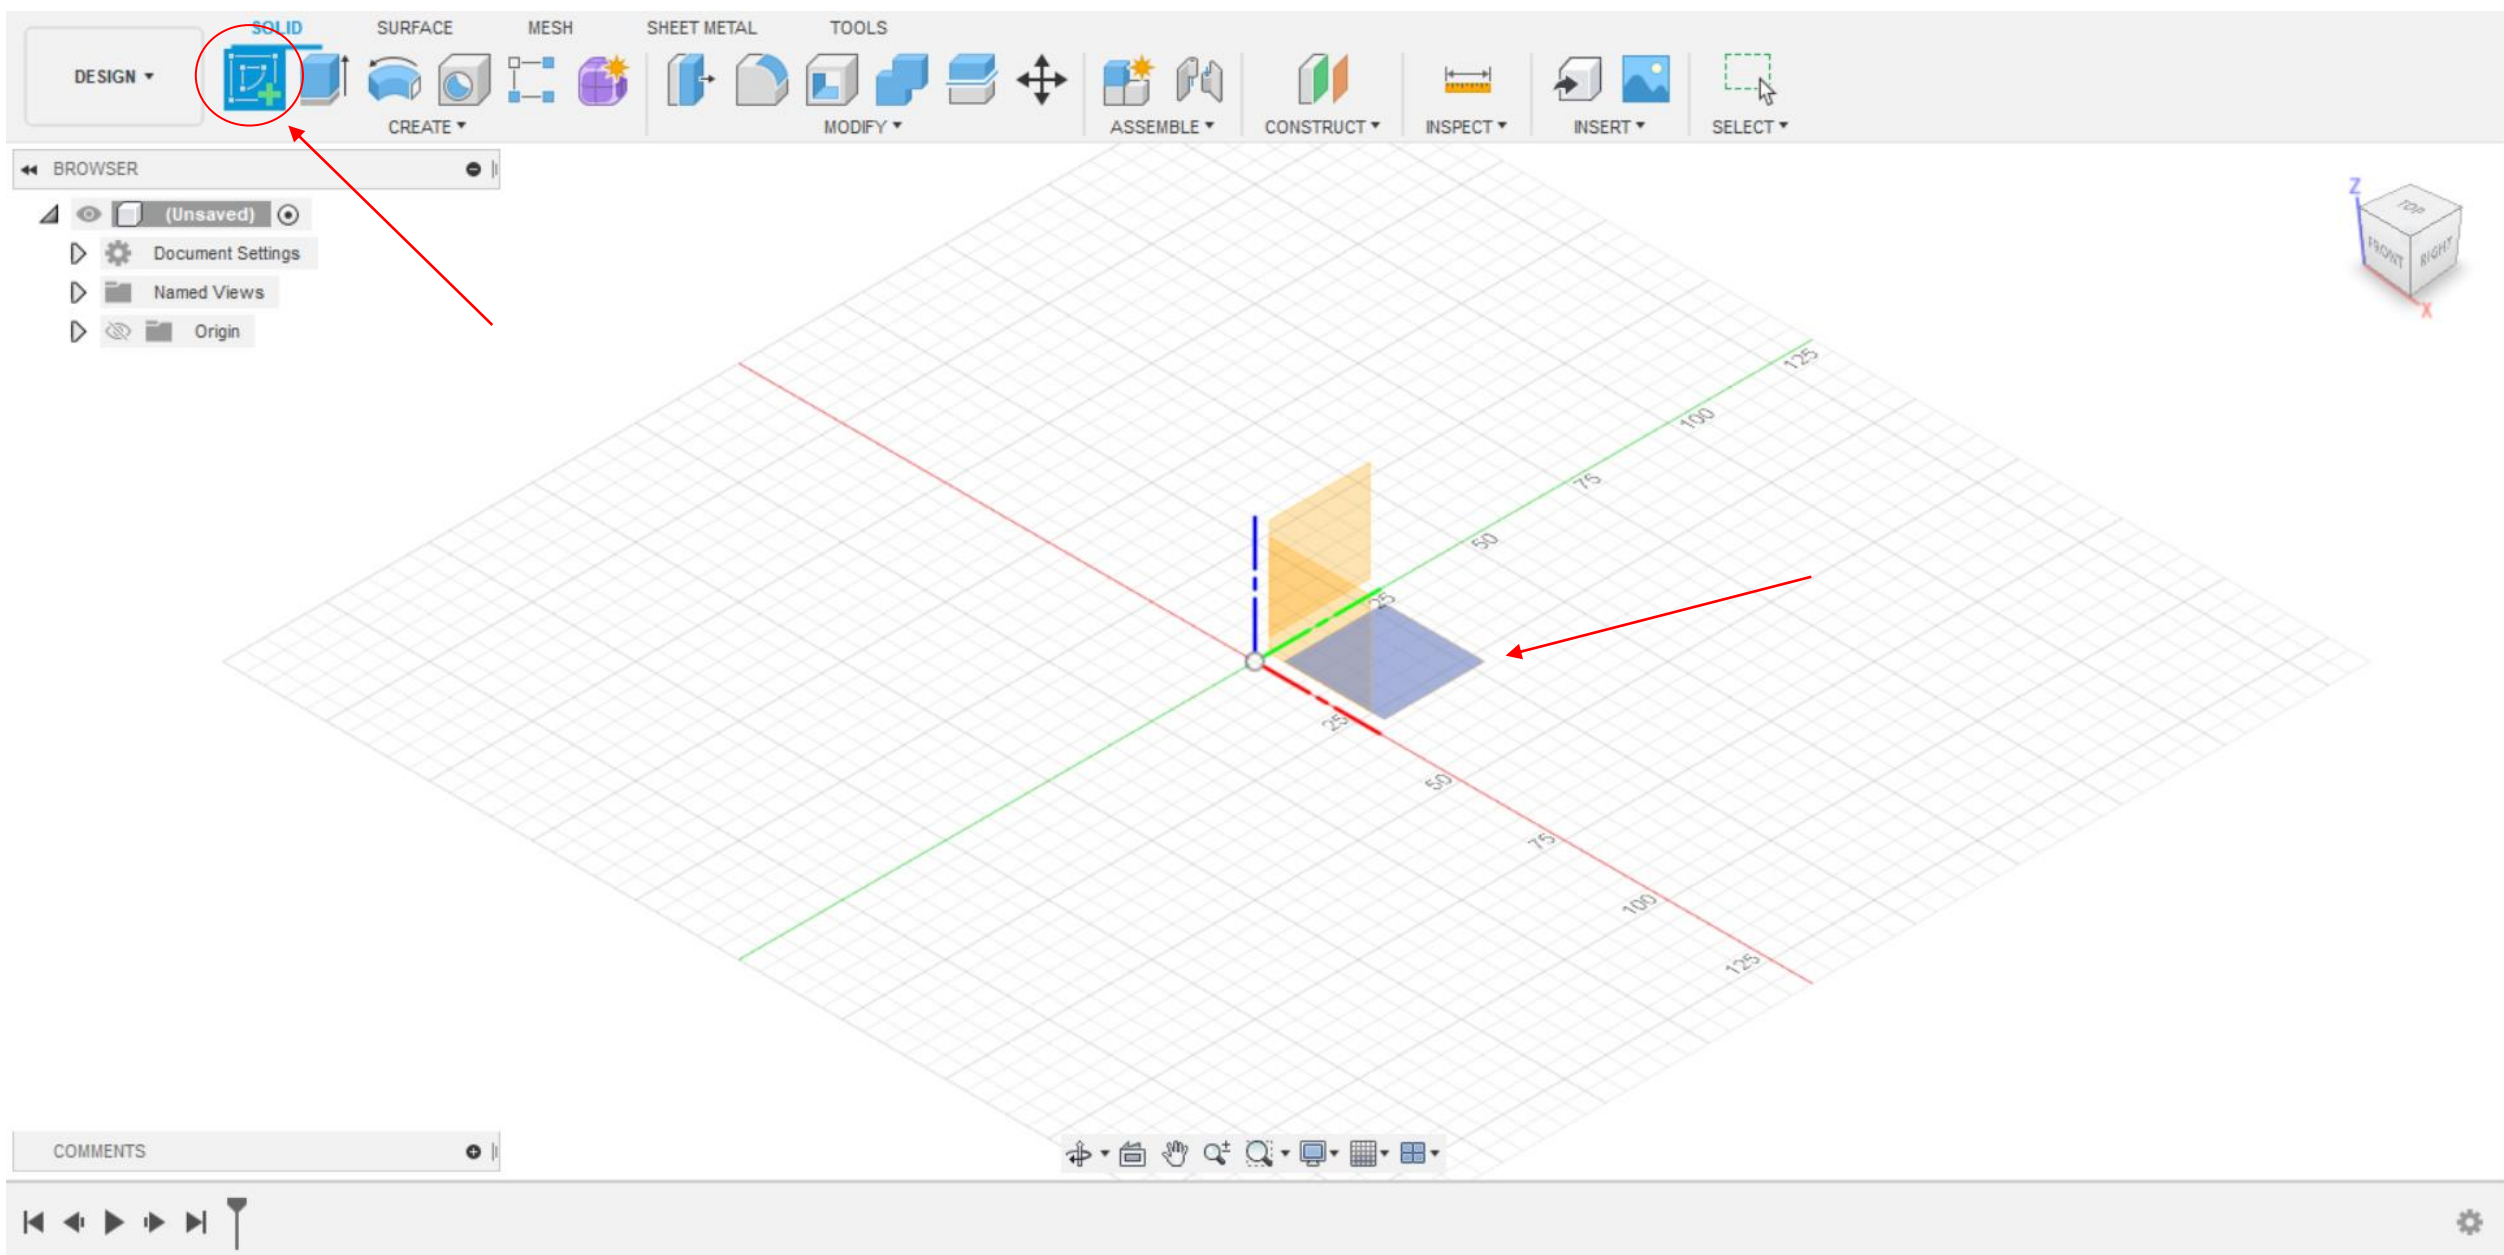 SOLID SURFACE MESH SHEET METAL TOOLS
DESIGN
CREATE MODIFY ASSEMBLE CONSTRUCT INSPECT INSERT SELECT
BROWSER
(Unsaved)
Document Settings
Named Views
Origin
Z
TOP
FRONT
RIGHT
X
125
100
75
50
25
25
50
75
100
125
COMMENTS